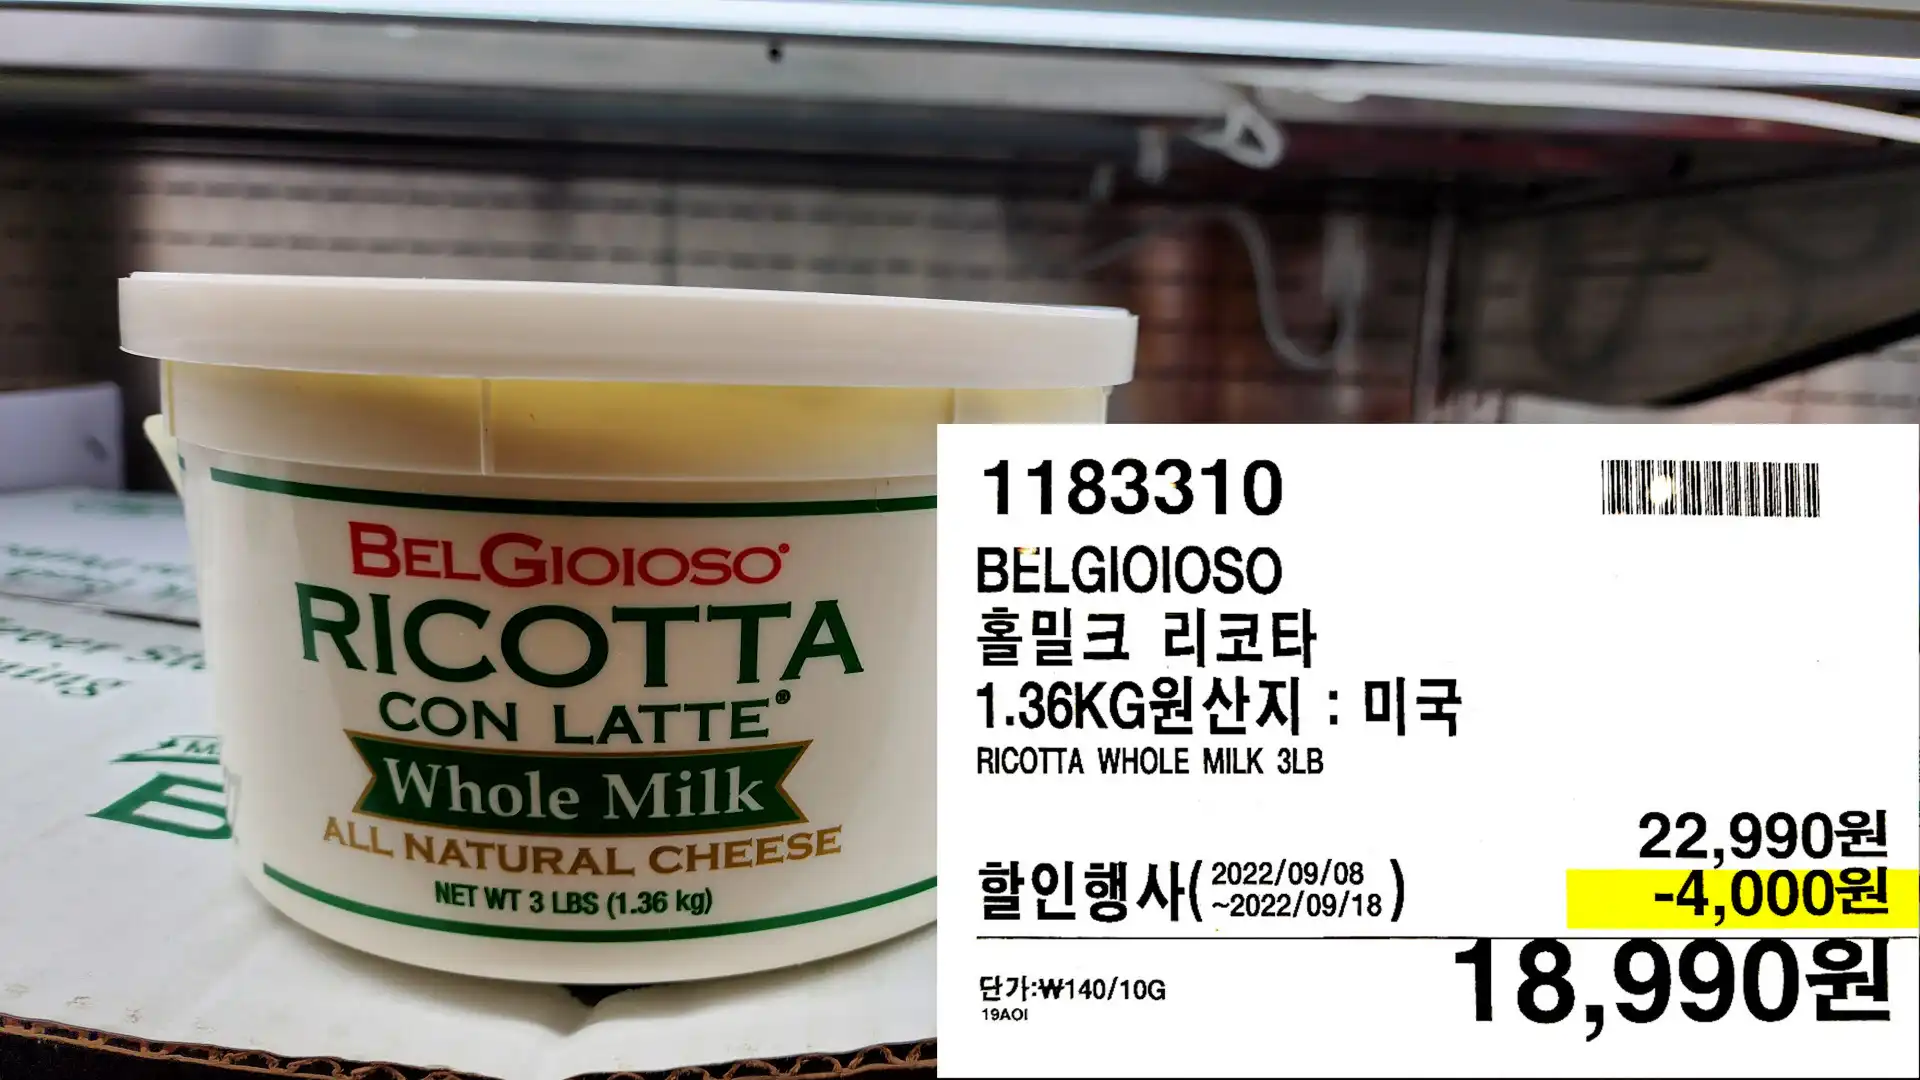 BELGIOIOSO
RICOTTA
CON LATTE®
Whole Milk
ALL NATURAL CHEESE
NET WT 3 LBS (1.36 kg)
1183310
BELGIOIOSO
홀밀크 리코타
1.36KG원산지 : 미국
RICOTTA WHOLE MILK 3LB
22,990원
할인행사(2022/09/08
~2022/09/18)
-4,000원
18,990원
단가:₩140/10G
19AOI